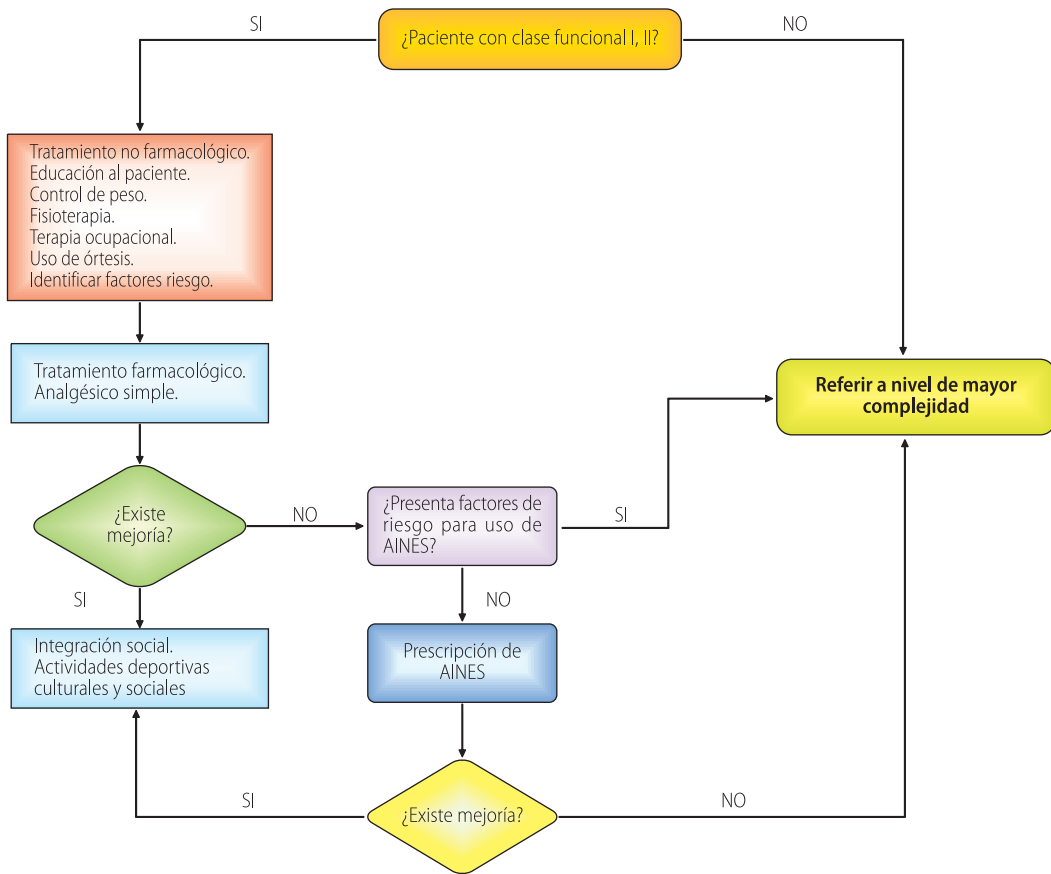 SI
¿Paciente con clase funcional I, II?
NO
Tratamiento no farmacológico.
Educación al paciente.
Control de peso.
Fisioterapia.
Terapia ocupacional.
Uso de órtesis.
Identificar factores riesgo.
Tratamiento farmacológico.
Analgésico simple.
Referir a nivel de mayor
complejidad
¿Existe
mejoría?
NO
¿Presenta factores de
riesgo para uso de
AINES?
SI
SI
NO
Integración social.
Actividades deportivas
culturales y sociales
Prescripción de
AINES
SI
¿Existe mejoría?
NO